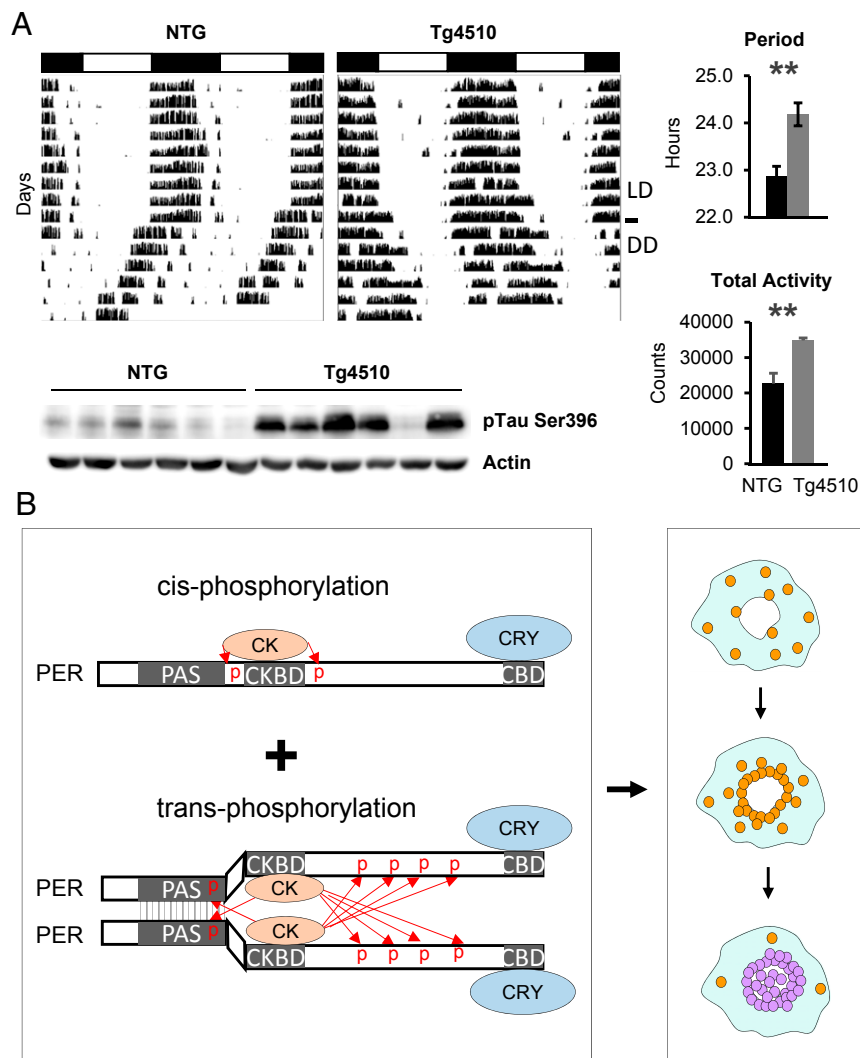 A
NTG
Tg4510
Days
LD
DD
Period
**
25.0
24.0
23.0
22.0
Hours
Total Activity
**
40000
30000
20000
10000
0
Counts
NTG Tg4510
NTG
Tg4510
pTau Ser396
Actin
B
cis-phosphorylation
CK
CRY
PER
PAS
p
CKBD
p
CBD
+
trans-phosphorylation
CRY
CKBD
p p p p
CBD
PER
PAS
p
CK
PER
PAS
p
CK
CKBD
p p p p
CBD
CRY